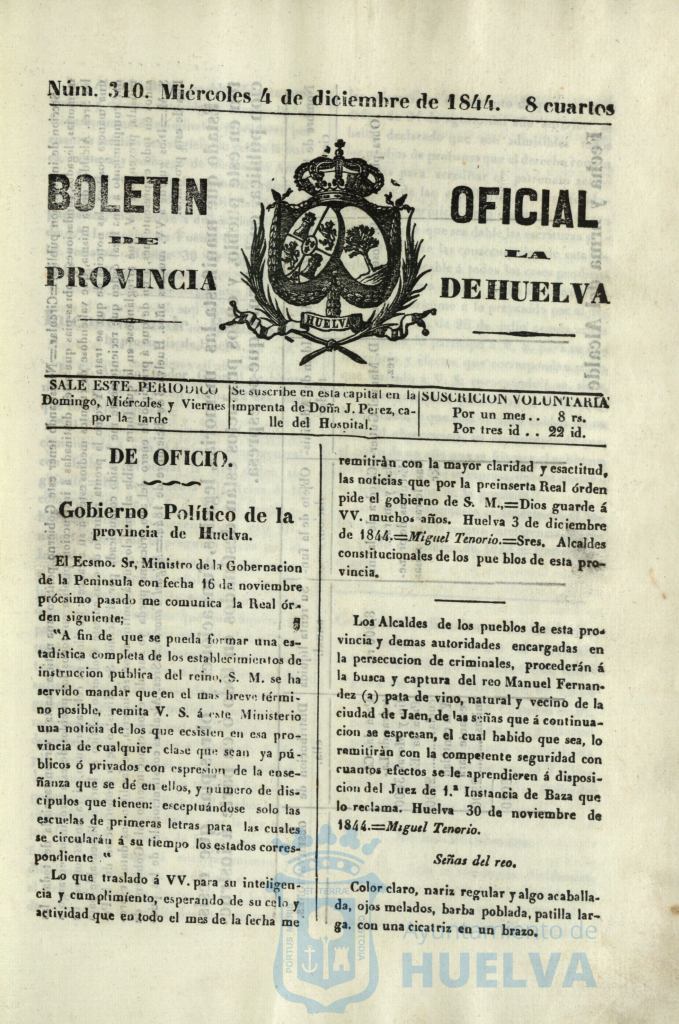 Núm. 310. Miércoles 4 de diciembre de 1844. 8 cuartos
BOLETIN OFICIAL
DE LA
PROVINCIA DE HUELVA
HUELVA
SALE ESTE PERIODICO
Domingo, Miércoles y Viernes
por la tarde
Se suscribe en esta capital en la
imprenta de Doña J. Perez, ca-
lle del Hospital.
SUSCRICION VOLUNTARIA
Por un mes.. 8 rs.
Por tres id . . 22 id.
DE OFICIO.
Gobierno Político de la
provincia de Huelva.
El Ecsmo. Sr, Ministro de la Gobernacion
de la Peninsula con fecha 16 de noviembre
prócsimo pasado me comunica la Real ór-
den siguiente;
"A fin de que se pueda formar una es-
tadística completa de los establecimientos de
instruccion pública del reino, S. M. se ha
servido mandar que en el mas breve térmi-
no posible, remita V. S. á este Ministerio
una noticia de los que ecsisten en esa pro-
vincia de cualquier clase que sean ya pú-
blicos ó privados con espresion de la ense-
ñanza que se dé en ellos, y número de dis-
cípulos que tienen: esceptuándose solo las
escuelas de primeras letras para las cuales
se circularán á su tiempo los estados corres-
pondiente ."
Lo que traslado á VV. para su inteligen-
cia y cumplimiento, esperando de su celo y
actividad que en todo el mes de la fecha me
remitirán con la mayor claridad y esactitud,
las noticias que por la preinserta Real órden
pide el gobierno de S. M.,=Dios guarde á
VV. muchos años. Huelva 3 de diciembre
de 1844.=Miguel Tenorio.=Sres. Alcaldes
constitucionales de los pue blos de esta pro-
vincia.
Los Alcaldes de los pueblos de esta pro-
vincia y demas autoridades encargadas en
la persecucion de criminales, procederán á
la busca y captura del reo Manuel Fernan-
dez (a) pata de vino, natural y vecino de la
ciudad de Jaen, de las señas que á continua-
cion se espresan, el cual habido que sea, lo
remitiràn con la competente seguridad con
cuantos efectos se le aprendieren á disposi-
cion del Juez de 1.ª Instancia de Baza que
lo reclama. Huelva 30 de noviembre de
1844.=Miguel Tenorio.
Señas del reo.
Color claro, nariz regular y algo acaballa-
da, ojos melados, barba poblada, patilla lar-
ga, con una cicatriz en un brazo.
Ayuntamiento de
HUELVA